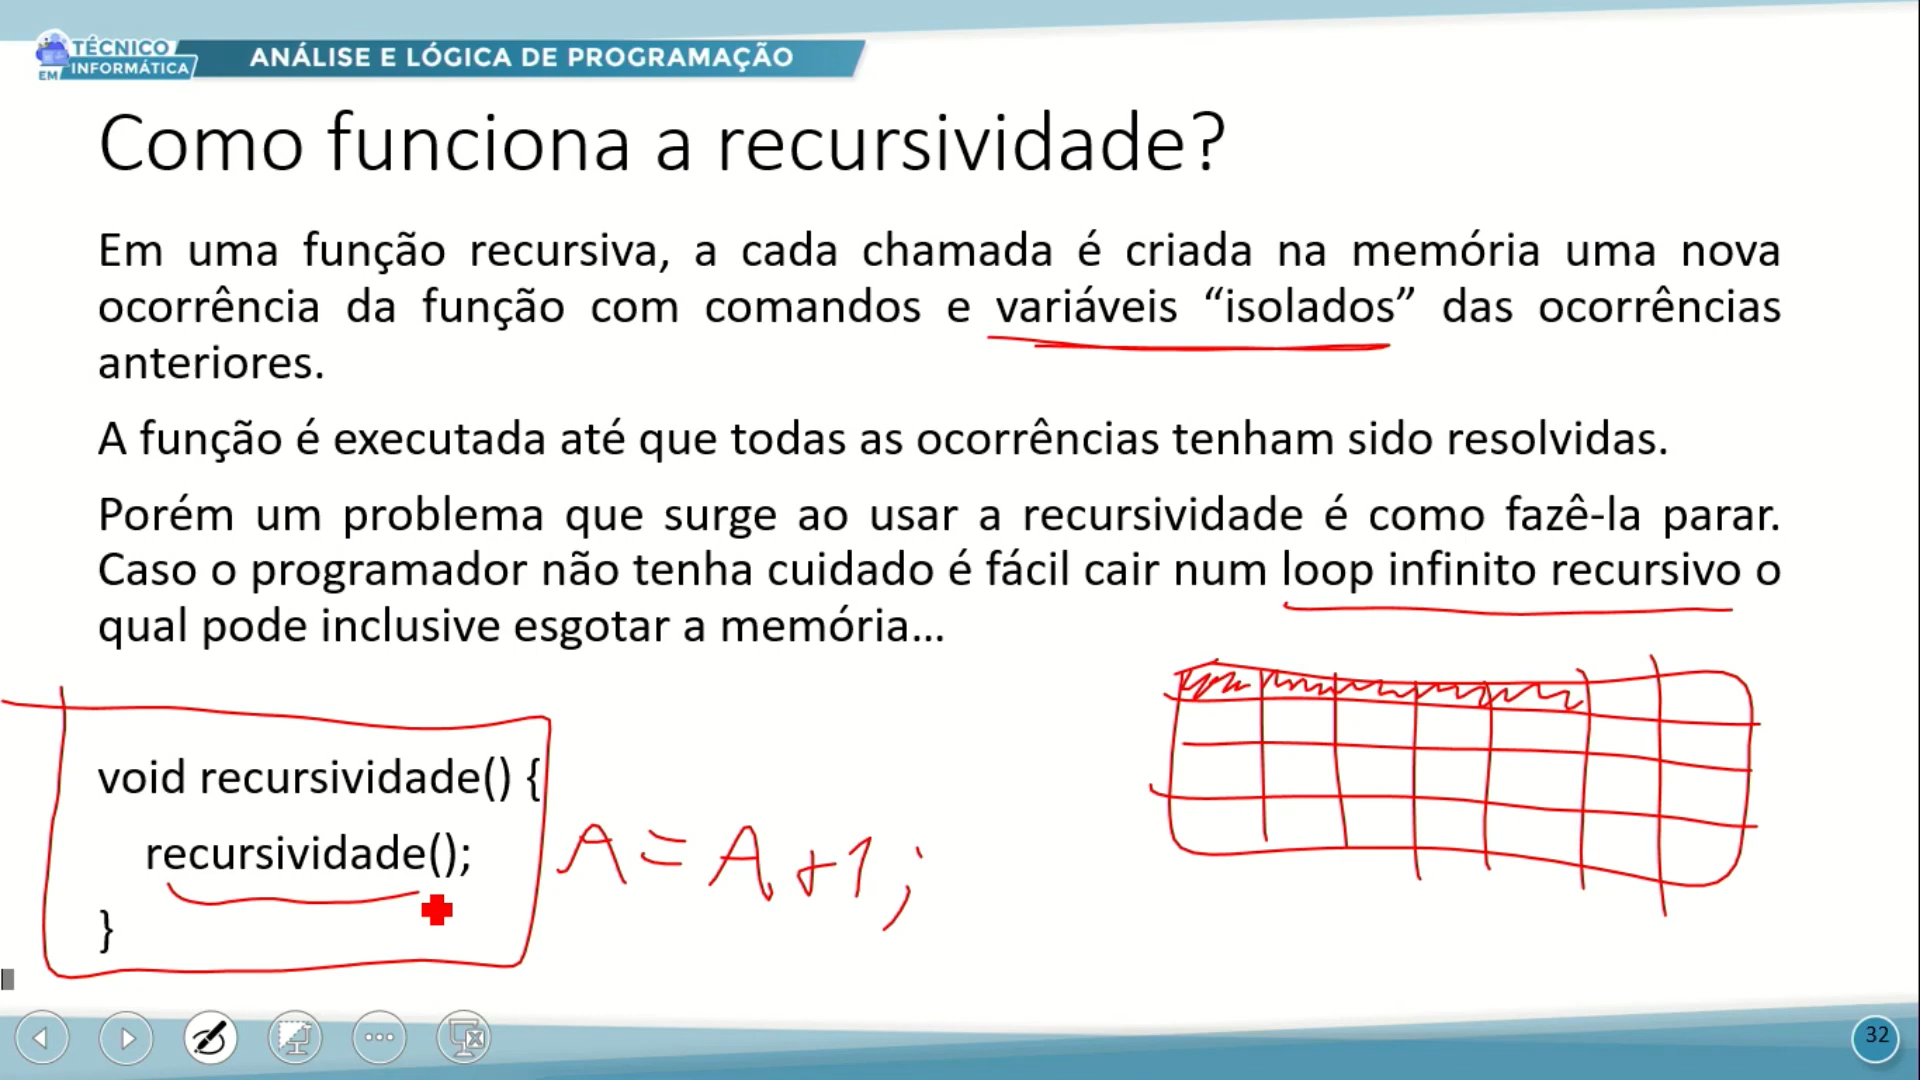 TÉCNICO
EM INFORMÁTICA
ANÁLISE E LÓGICA DE PROGRAMAÇÃO
Como funciona a recursividade?
Em uma função recursiva, a cada chamada é criada na memória uma nova
ocorrência da função com comandos e variáveis “isolados” das ocorrências
anteriores.
A função é executada até que todas as ocorrências tenham sido resolvidas.
Porém um problema que surge ao usar a recursividade é como fazê-la parar.
Caso o programador não tenha cuidado é fácil cair num loop infinito recursivo o
qual pode inclusive esgotar a memória...
void recursividade() {
recursividade();
}
A = A + 1 ;
32